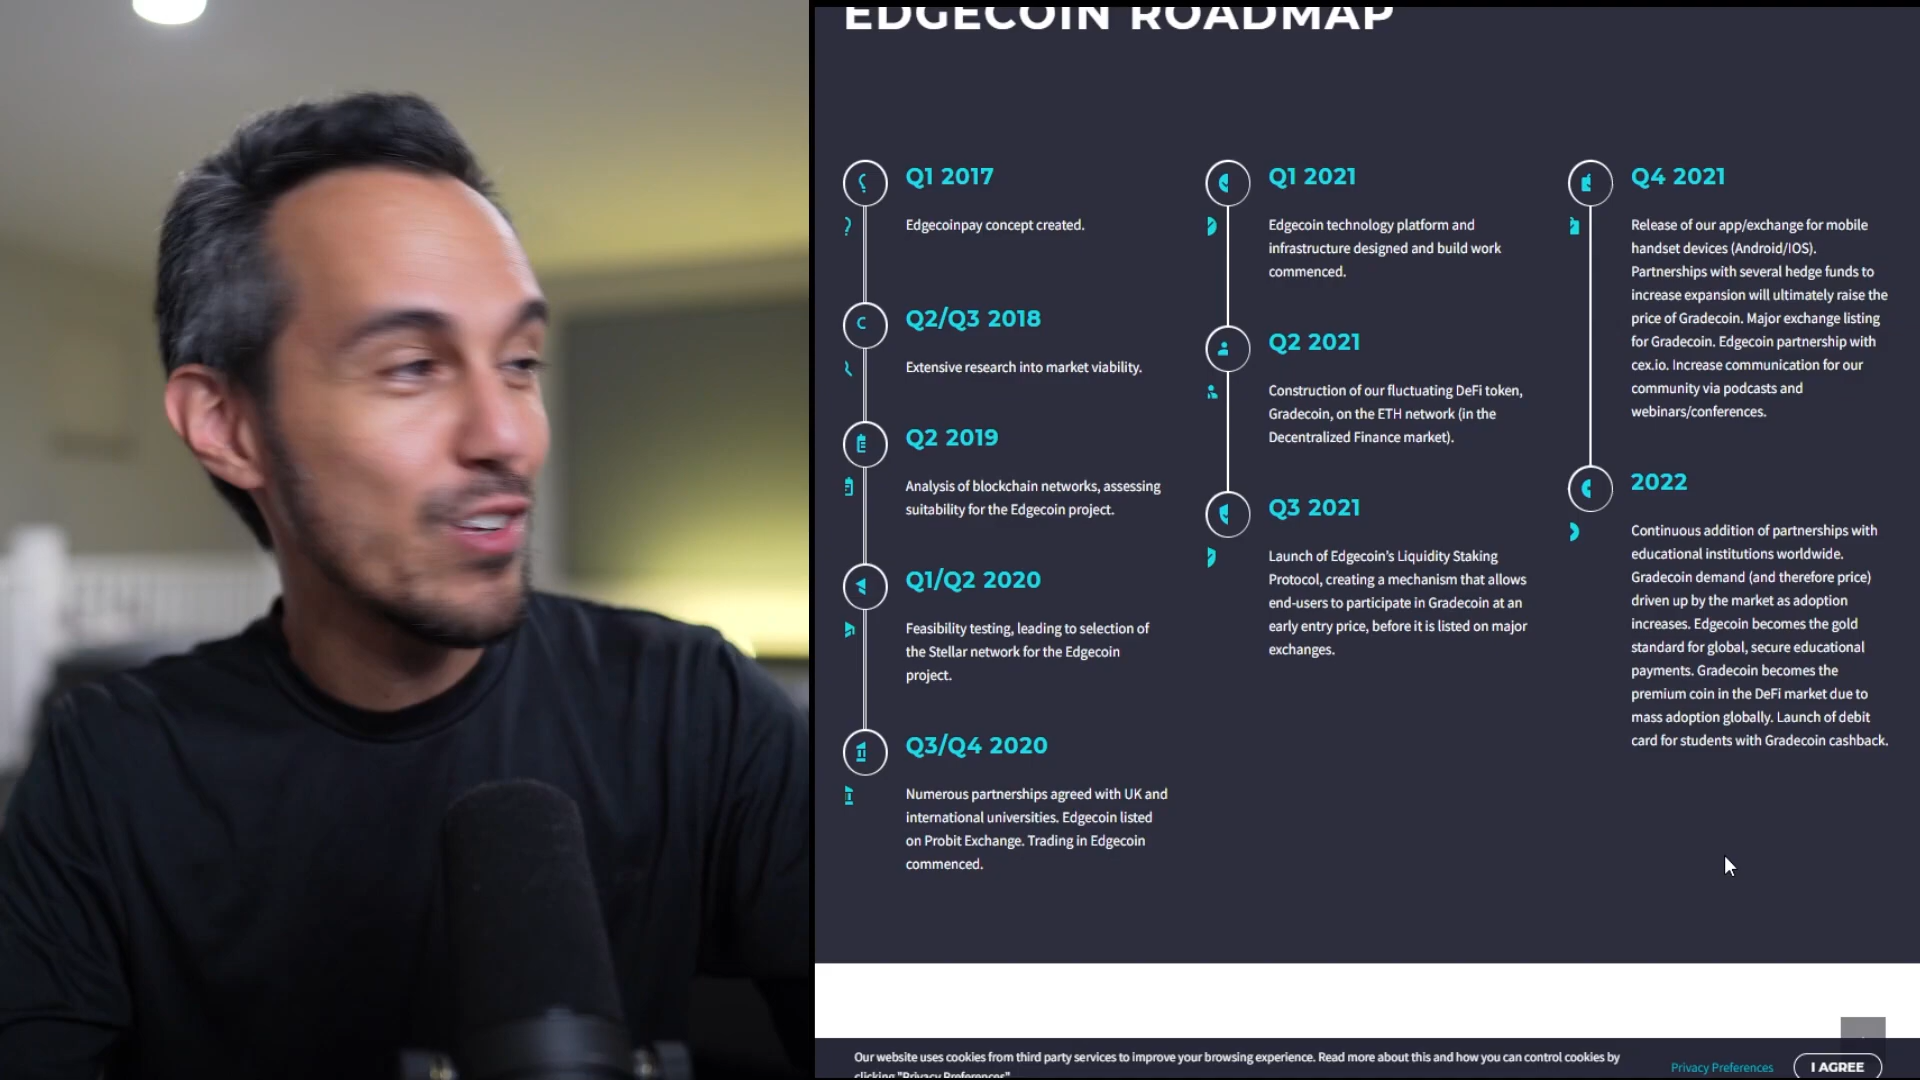 EDGECOIN ROADMAP
Q1 2017
Edgecoinpay concept created.
Q2/Q3 2018
Extensive research into market viability.
Q2 2019
Analysis of blockchain networks, assessing
suitability for the Edgecoin project.
Q1/Q2 2020
Feasibility testing, leading to selection of
the Stellar network for the Edgecoin
project.
Q3/Q4 2020
Numerous partnerships agreed with UK and
international universities. Edgecoin listed
on Probit Exchange. Trading in Edgecoin
commenced.
Q1 2021
Edgecoin technology platform and
infrastructure designed and build work
commenced.
Q2 2021
Construction of our fluctuating DeFi token,
Gradecoin, on the ETH network (in the
Decentralized Finance market).
Q3 2021
Launch of Edgecoin's Liquidity Staking
Protocol, creating a mechanism that allows
end-users to participate in Gradecoin at an
early entry price, before it is listed on major
exchanges.
Q4 2021
Release of our app/exchange for mobile
handset devices (Android/IOS).
Partnerships with several hedge funds to
increase expansion will ultimately raise the
price of Gradecoin. Major exchange listing
for Gradecoin. Edgecoin partnership with
cex.io. Increase communication for our
community via podcasts and
webinars/conferences.
2022
Continuous addition of partnerships with
educational institutions worldwide.
Gradecoin demand (and therefore price)
driven up by the market as adoption
increases. Edgecoin becomes the gold
standard for global, secure educational
payments. Gradecoin becomes the
premium coin in the DeFi market due to
mass adoption globally. Launch of debit
card for students with Gradecoin cashback.
Our website uses cookies from third party services to improve your browsing experience. Read more about this and how you can control cookies by
clicking "Privacy Preferences"
Privacy Preferences
I AGREE